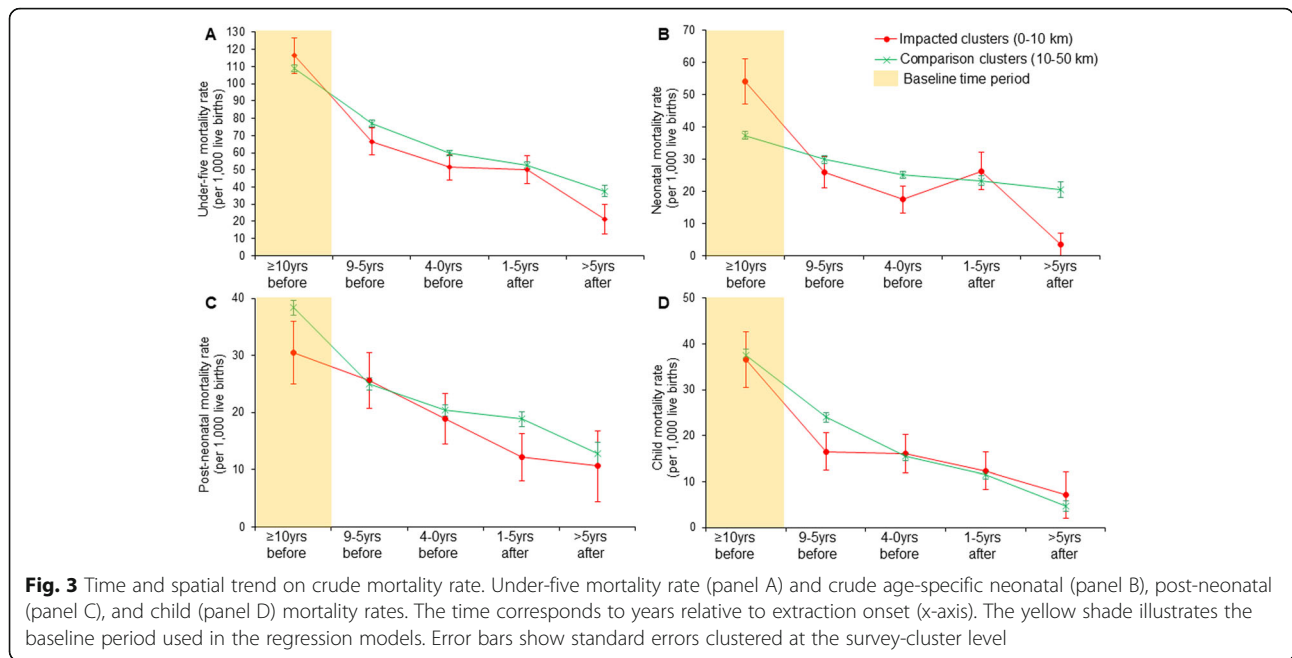 A
Under-five mortality rate
(per 1,000 live births)
130
120
110
100
90
80
70
60
50
40
30
20
10
0
≥10yrs before
9-5yrs before
4-0yrs before
1-5yrs after
>5yrs after
B
Neonatal mortality rate
(per 1,000 live births)
70
60
50
40
30
20
10
0
≥10yrs before
9-5yrs before
4-0yrs before
1-5yrs after
>5yrs after
Impacted clusters (0-10 km)
Comparison clusters (10-50 km)
Baseline time period
C
Post-neonatal mortality rate
(per 1,000 live births)
40
30
20
10
0
≥10yrs before
9-5yrs before
4-0yrs before
1-5yrs after
>5yrs after
D
Child mortality rate
(per 1,000 live births)
50
40
30
20
10
0
≥10yrs before
9-5yrs before
4-0yrs before
1-5yrs after
>5yrs after
Fig. 3 Time and spatial trend on crude mortality rate. Under-five mortality rate (panel A) and crude age-specific neonatal (panel B), post-neonatal
(panel C), and child (panel D) mortality rates. The time corresponds to years relative to extraction onset (x-axis). The yellow shade illustrates the
baseline period used in the regression models. Error bars show standard errors clustered at the survey-cluster level